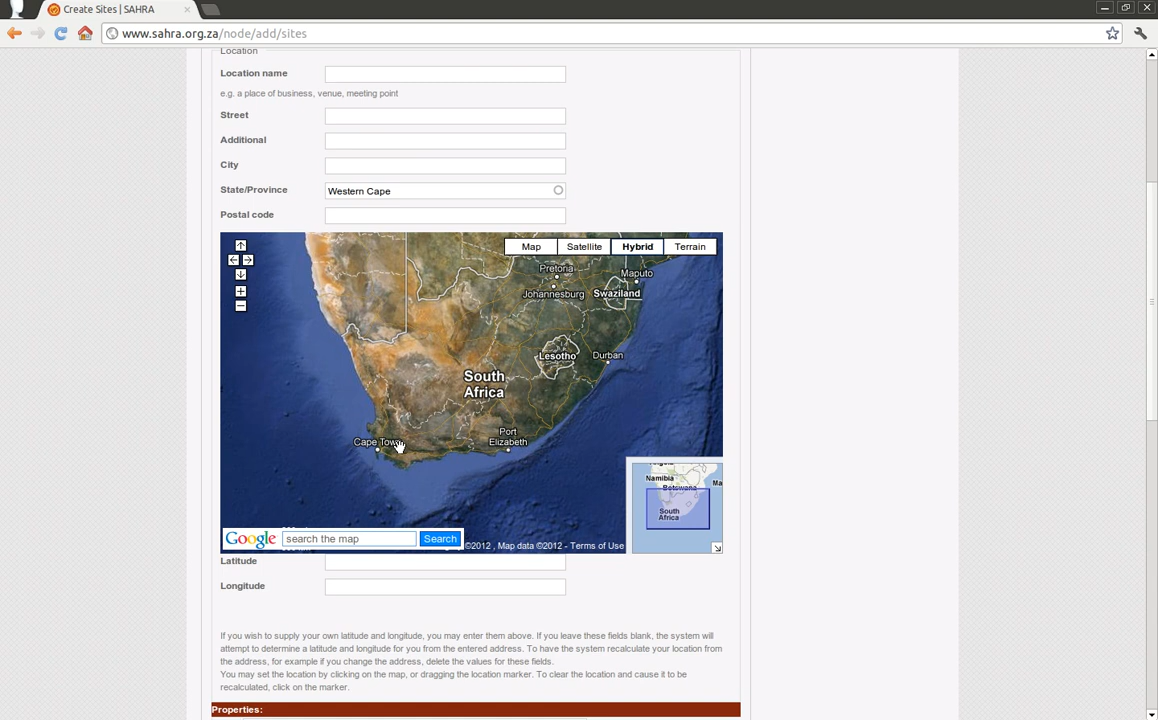 Create Sites | SAHRA
www.sahra.org.za/node/add/sites
Location
Location name
e.g. a place of business, venue, meeting point
Street
Additional
City
State/Province Western Cape
Postal code
Map Satellite Hybrid Terrain
Pretoria
Maputo
Johannesburg Swaziland
Lesotho Durban
South
Africa
Port
Elizabeth
Cape Town
Namibia
Botswana
Ma
South
Africa
Google search the map Search
©2012 , Map data ©2012 - Terms of Use
Latitude
Longitude
If you wish to supply your own latitude and longitude, you may enter them above. If you leave these fields blank, the system will
attempt to determine a latitude and longitude for you from the entered address. To have the system recalculate your location from
the address, for example if you change the address, delete the values for these fields.
You may set the location by clicking on the map, or dragging the location marker. To clear the location and cause it to be
recalculated, click on the marker.
Properties: